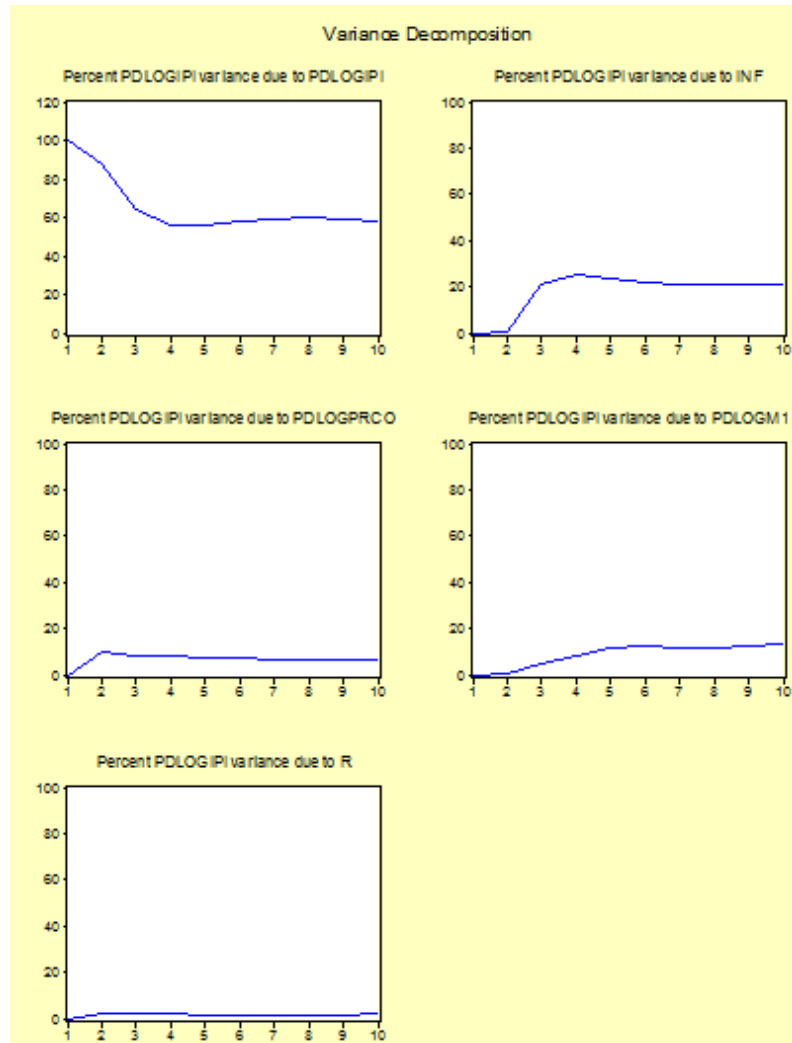 Variance Decomposition
Percent PDLOGIPI variance due to PDLOGIPI
120
100
80
60
40
20
0
1 2 3 4 5 6 7 8 9 10
Percent PDLOGIPI variance due to INF
100
80
60
40
20
0
1 2 3 4 5 6 7 8 9 10
Percent PDLOGIPI variance due to PDLOGPRCO
100
80
60
40
20
0
1 2 3 4 5 6 7 8 9 10
Percent PDLOGIPI variance due to PDLOGM1
100
80
60
40
20
0
1 2 3 4 5 6 7 8 9 10
Percent PDLOGIPI variance due to R
100
80
60
40
20
0
1 2 3 4 5 6 7 8 9 10